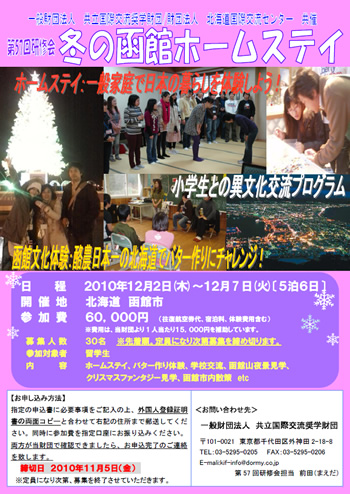 一般財団法人 共立国際交流奨学財団/財団法人 北海道国際交流センター 共催
第57回研修会 冬の函館ホームステイ
ホームステイ:一般家庭で日本の暮らしを体験しよう!
小学生との異文化交流プログラム
函館文化体験:酪農日本一の北海道でバター作りにチャレンジ!
日 程 2010年12月2日(木)~12月7日(火)〔5泊6日〕
開 催 地 北海道 函館市
参 加 費 60,000円 (往復航空券代、宿泊料、体験費用含む)
※費用は、当財団より1人当たり15,000円を補助しています。
募 集 人 数 30名 ※先着順。定員になり次第募集を締め切ります。
参加対象者 留学生
内 容 ホームステイ、バター作り体験、学校交流、函館山夜景見学、
クリスマスファンタジー見学、函館市内散策 etc
【お申し込み方法】
指定の申込書に必要事項をご記入の上、外国人登録証明
書の両面コピーと合わせて右記の住所まで郵送してくだ
さい。同時に参加費を指定口座にお振り込みください。
両方が当財団で確認できましたら、お申込完了のご連絡
を致します。
締切日 2010年11月5日(金)
※定員になり次第、募集を終了させていただきます。
<お問い合わせ先>
一般財団法人 共立国際交流奨学財団
〒101-0021 東京都千代田区外神田2-18-8
TEL:03-5295-0205 FAX:03-5295-0206
E-mail:kif-info@dormy.co.jp
第57回研修会担当 前田(まえだ)